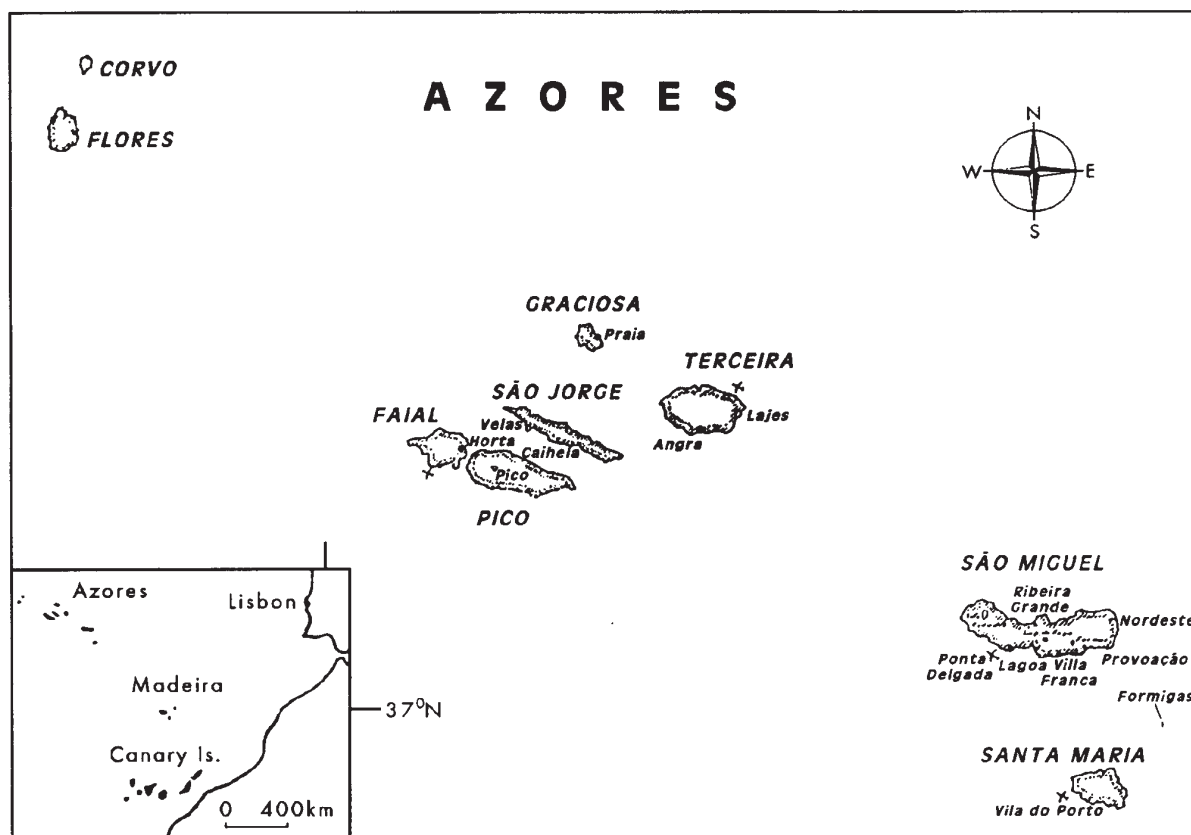 CORVO
AZORES
FLORES
N
W
E
S
GRACIOSA
Praia
TERCEIRA
SÃO JORGE
Lajes
FAIAL
Velas
Horta
Angra
Caihela
Pico
PICO
SÃO MIGUEL
Ribeira
Grande
Nordeste
Ponta
Delgada
Lagoa
Villa
Franca
Provoação
Formigas
SANTA MARIA
Vila do Porto
Azores
Lisbon
Madeira
37°N
Canary Is.
0 400km